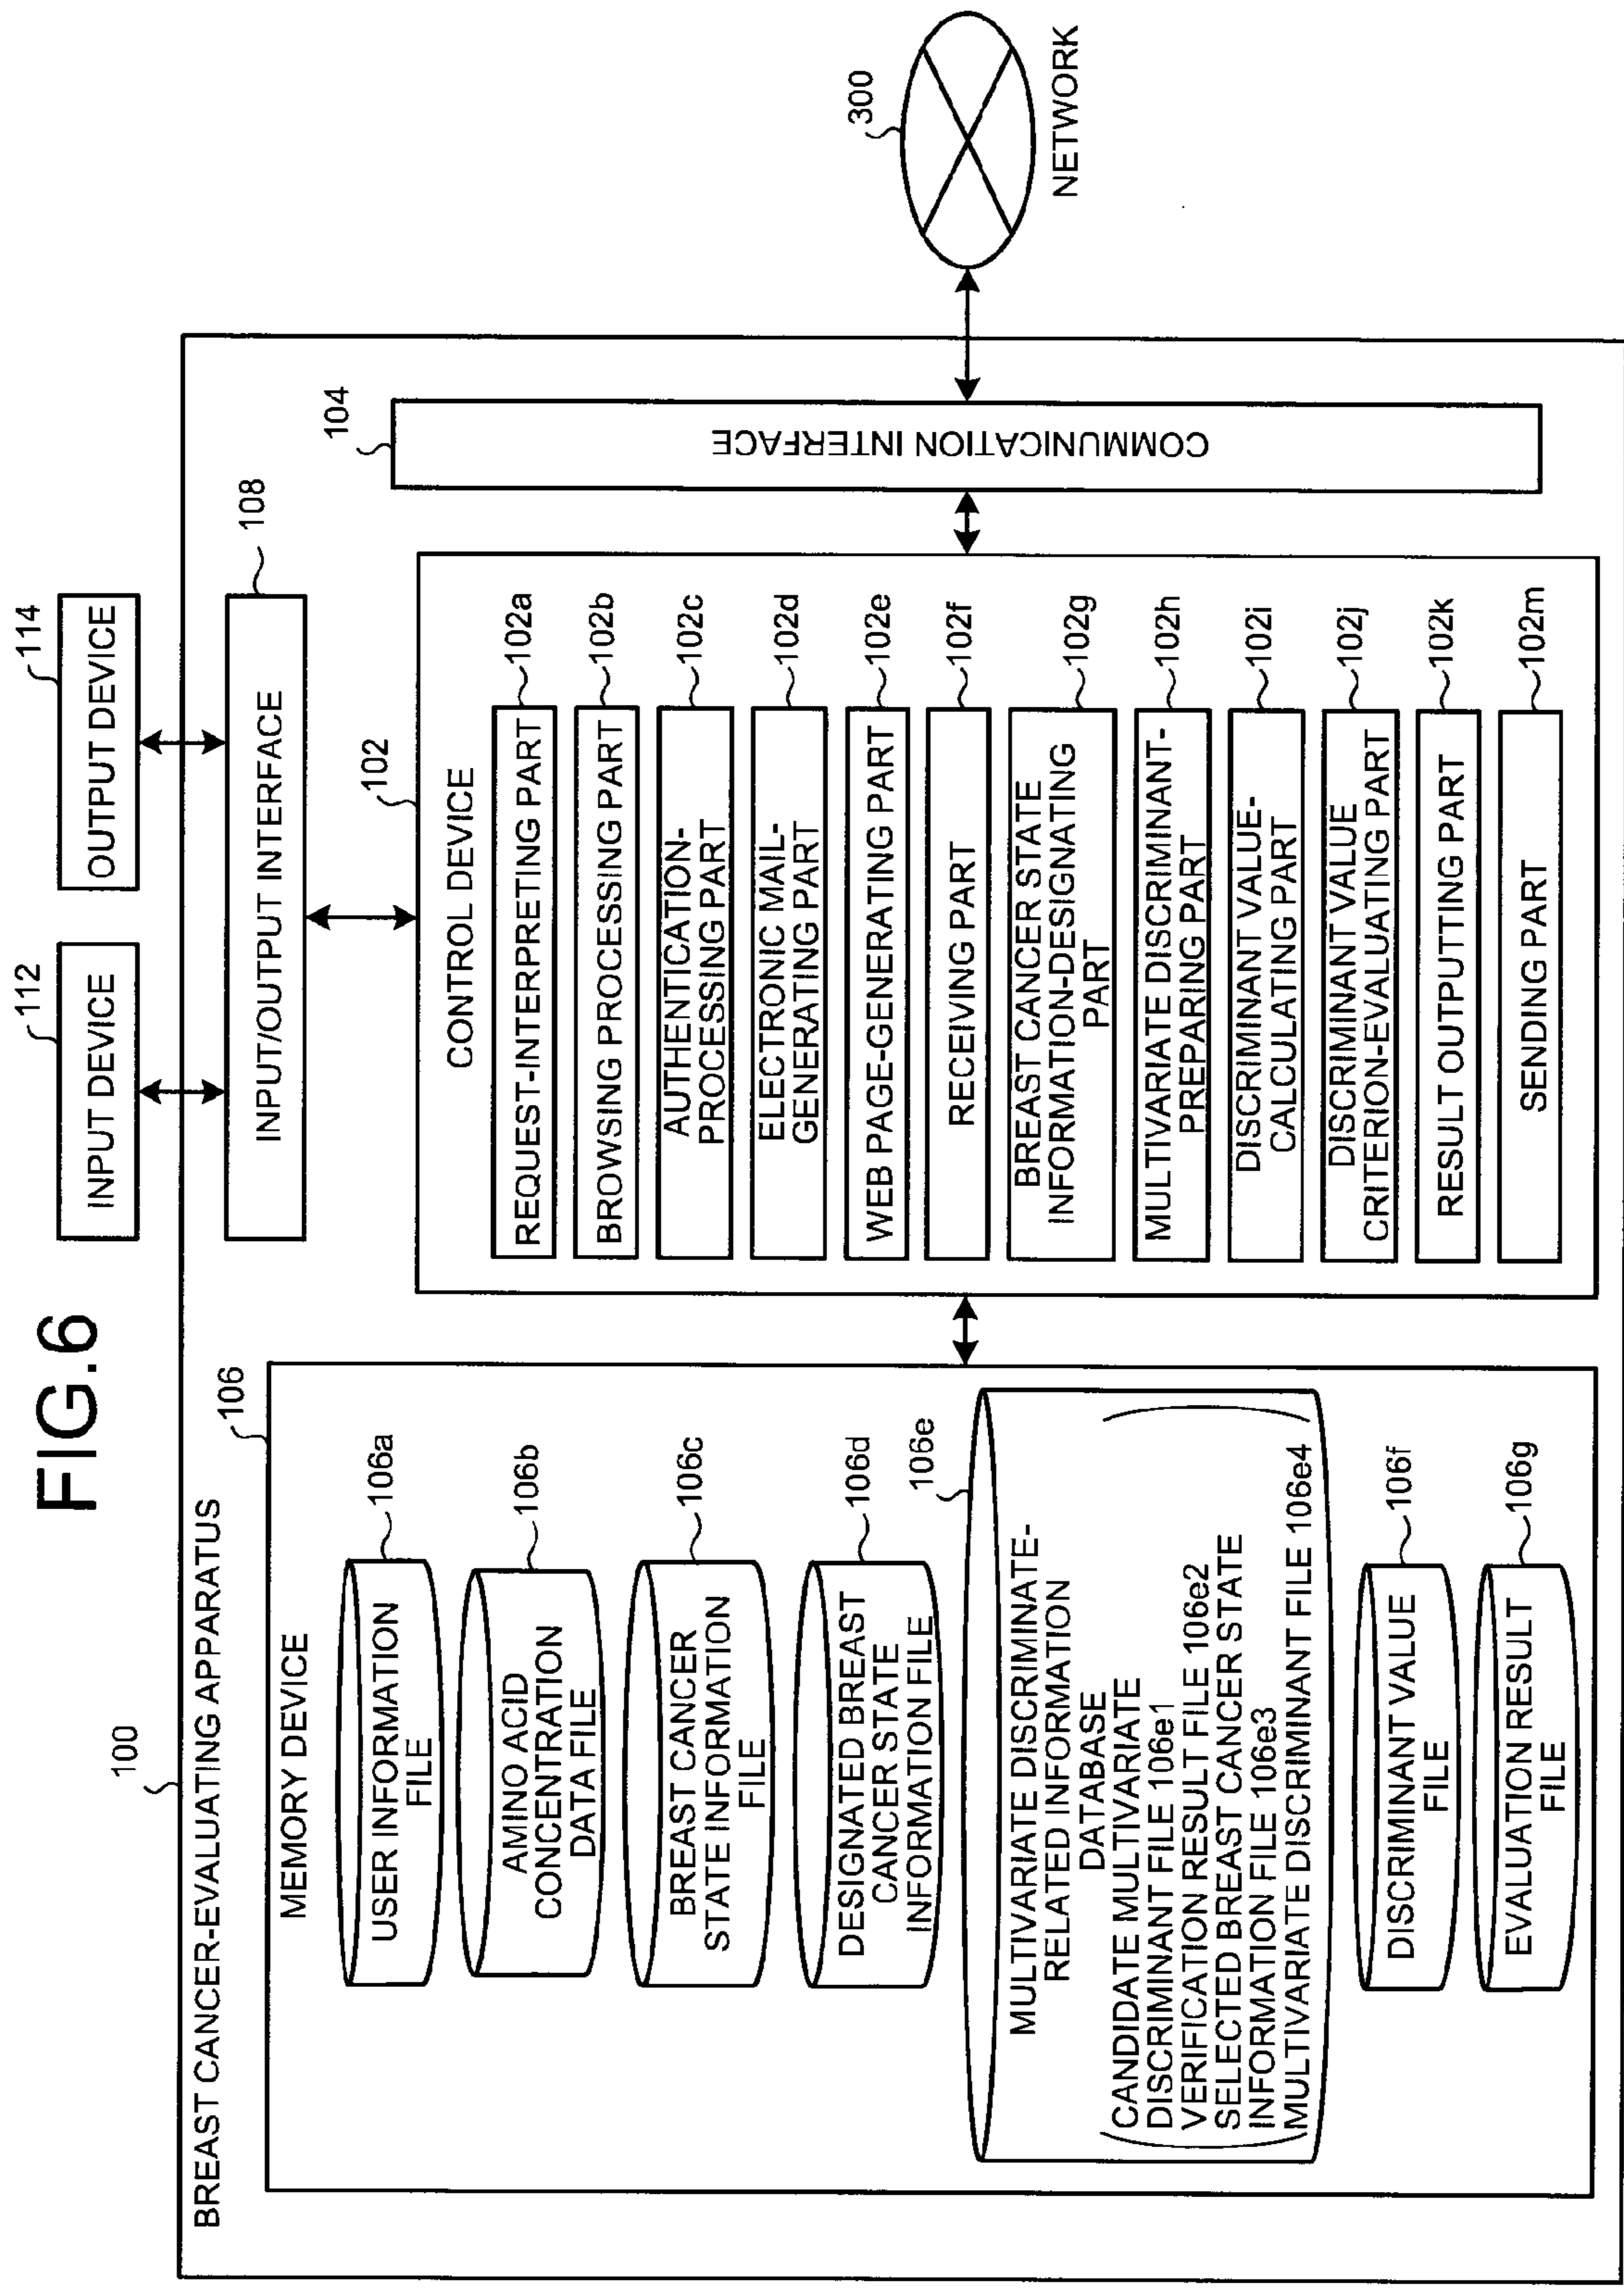 FIG.6
100
BREAST CANCER-EVALUATING APPARATUS
106
MEMORY DEVICE
106a
USER INFORMATION
FILE
106b
AMINO ACID
CONCENTRATION
DATA FILE
106c
BREAST CANCER
STATE INFORMATION
FILE
106d
DESIGNATED BREAST
CANCER STATE
INFORMATION FILE
106e
MULTIVARIATE DISCRIMINATE-
RELATED INFORMATION
DATABASE
CANDIDATE MULTIVARIATE
DISCRIMINANT FILE 106e1
VERIFICATION RESULT FILE 106e2
SELECTED BREAST CANCER STATE
INFORMATION FILE 106e3
MULTIVARIATE DISCRIMINANT FILE 106e4
106f
DISCRIMINANT VALUE
FILE
106g
EVALUATION RESULT
FILE
112
INPUT DEVICE
114
OUTPUT DEVICE
108
INPUT/OUTPUT INTERFACE
102
CONTROL DEVICE
REQUEST-INTERPRETING PART
102a
BROWSING PROCESSING PART
102b
AUTHENTICATION-
PROCESSING PART
102c
ELECTRONIC MAIL-
GENERATING PART
102d
WEB PAGE-GENERATING PART
102e
RECEIVING PART
102f
BREAST CANCER STATE
INFORMATION-DESIGNATING
PART
102g
MULTIVARIATE DISCRIMINANT-
PREPARING PART
102h
DISCRIMINANT VALUE-
CALCULATING PART
102i
DISCRIMINANT VALUE
CRITERION-EVALUATING PART
102j
RESULT OUTPUTTING PART
102k
SENDING PART
102m
104
COMMUNICATION INTERFACE
300
NETWORK